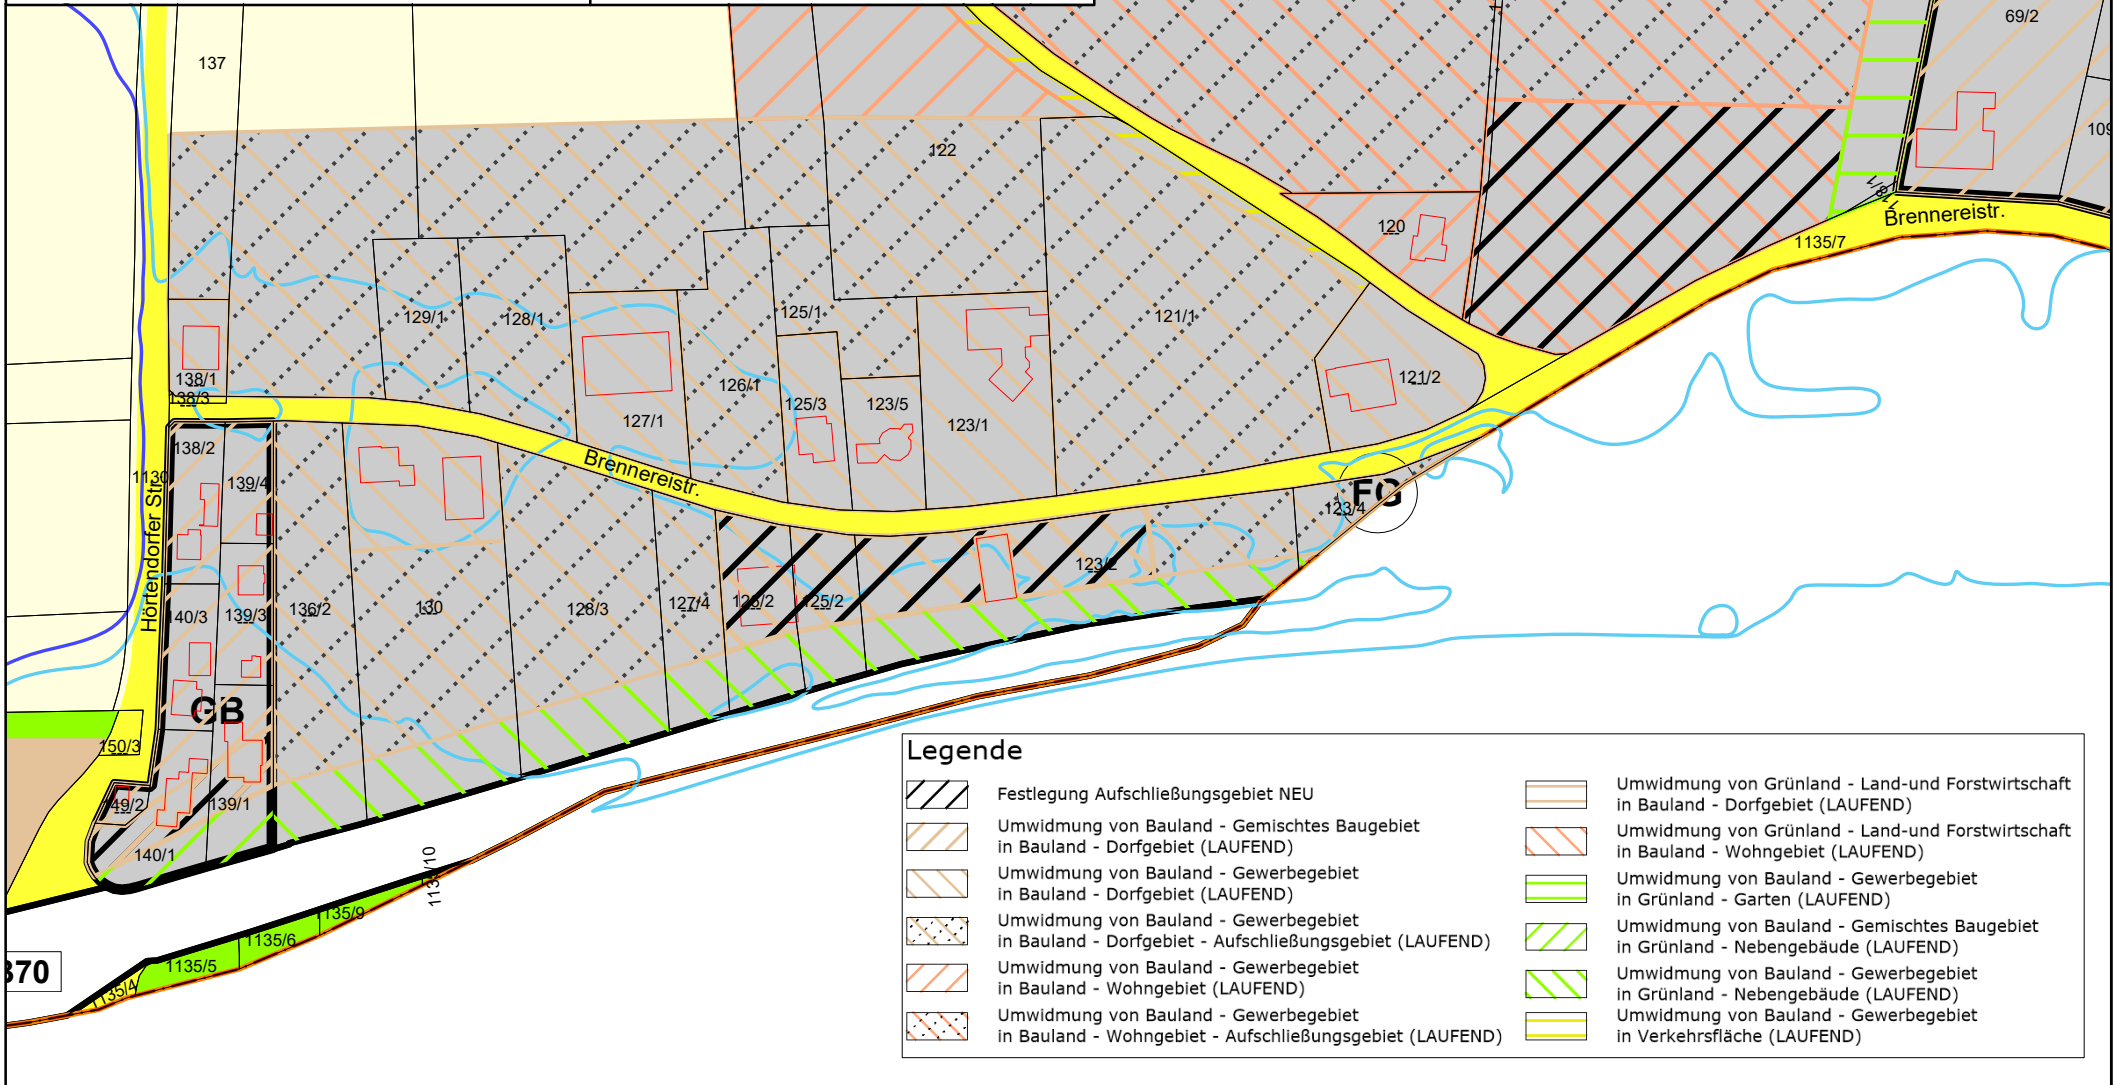 137
122
69/2
120
718/1
Brennereistr.
1135/7
129/1
128/1
125/1
121/1
138/1
138/3
127/1
126/1
125/3
123/5
123/1
121/2
138/2
1130
139/4
Brennereistr.
FG
123/4
Hörtendorfer Str.
140/3
139/3
136/2
130
128/3
127/4
126/2
125/2
123/2
GB
150/3
149/2
139/1
140/1
1135/10
1135/9
1135/6
1135/5
1135/4
370
Legende
Festlegung Aufschließungsgebiet NEU
Umwidmung von Bauland - Gemischtes Baugebiet
in Bauland - Dorfgebiet (LAUFEND)
Umwidmung von Bauland - Gewerbegebiet
in Bauland - Dorfgebiet (LAUFEND)
Umwidmung von Bauland - Gewerbegebiet
in Bauland - Dorfgebiet - Aufschließungsgebiet (LAUFEND)
Umwidmung von Bauland - Gewerbegebiet
in Bauland - Wohngebiet (LAUFEND)
Umwidmung von Bauland - Gewerbegebiet
in Bauland - Wohngebiet - Aufschließungsgebiet (LAUFEND)
Umwidmung von Grünland - Land-und Forstwirtschaft
in Bauland - Dorfgebiet (LAUFEND)
Umwidmung von Grünland - Land-und Forstwirtschaft
in Bauland - Wohngebiet (LAUFEND)
Umwidmung von Bauland - Gewerbegebiet
in Grünland - Garten (LAUFEND)
Umwidmung von Bauland - Gemischtes Baugebiet
in Grünland - Nebengebäude (LAUFEND)
Umwidmung von Bauland - Gewerbegebiet
in Grünland - Nebengebäude (LAUFEND)
Umwidmung von Bauland - Gewerbegebiet
in Verkehrsfläche (LAUFEND)